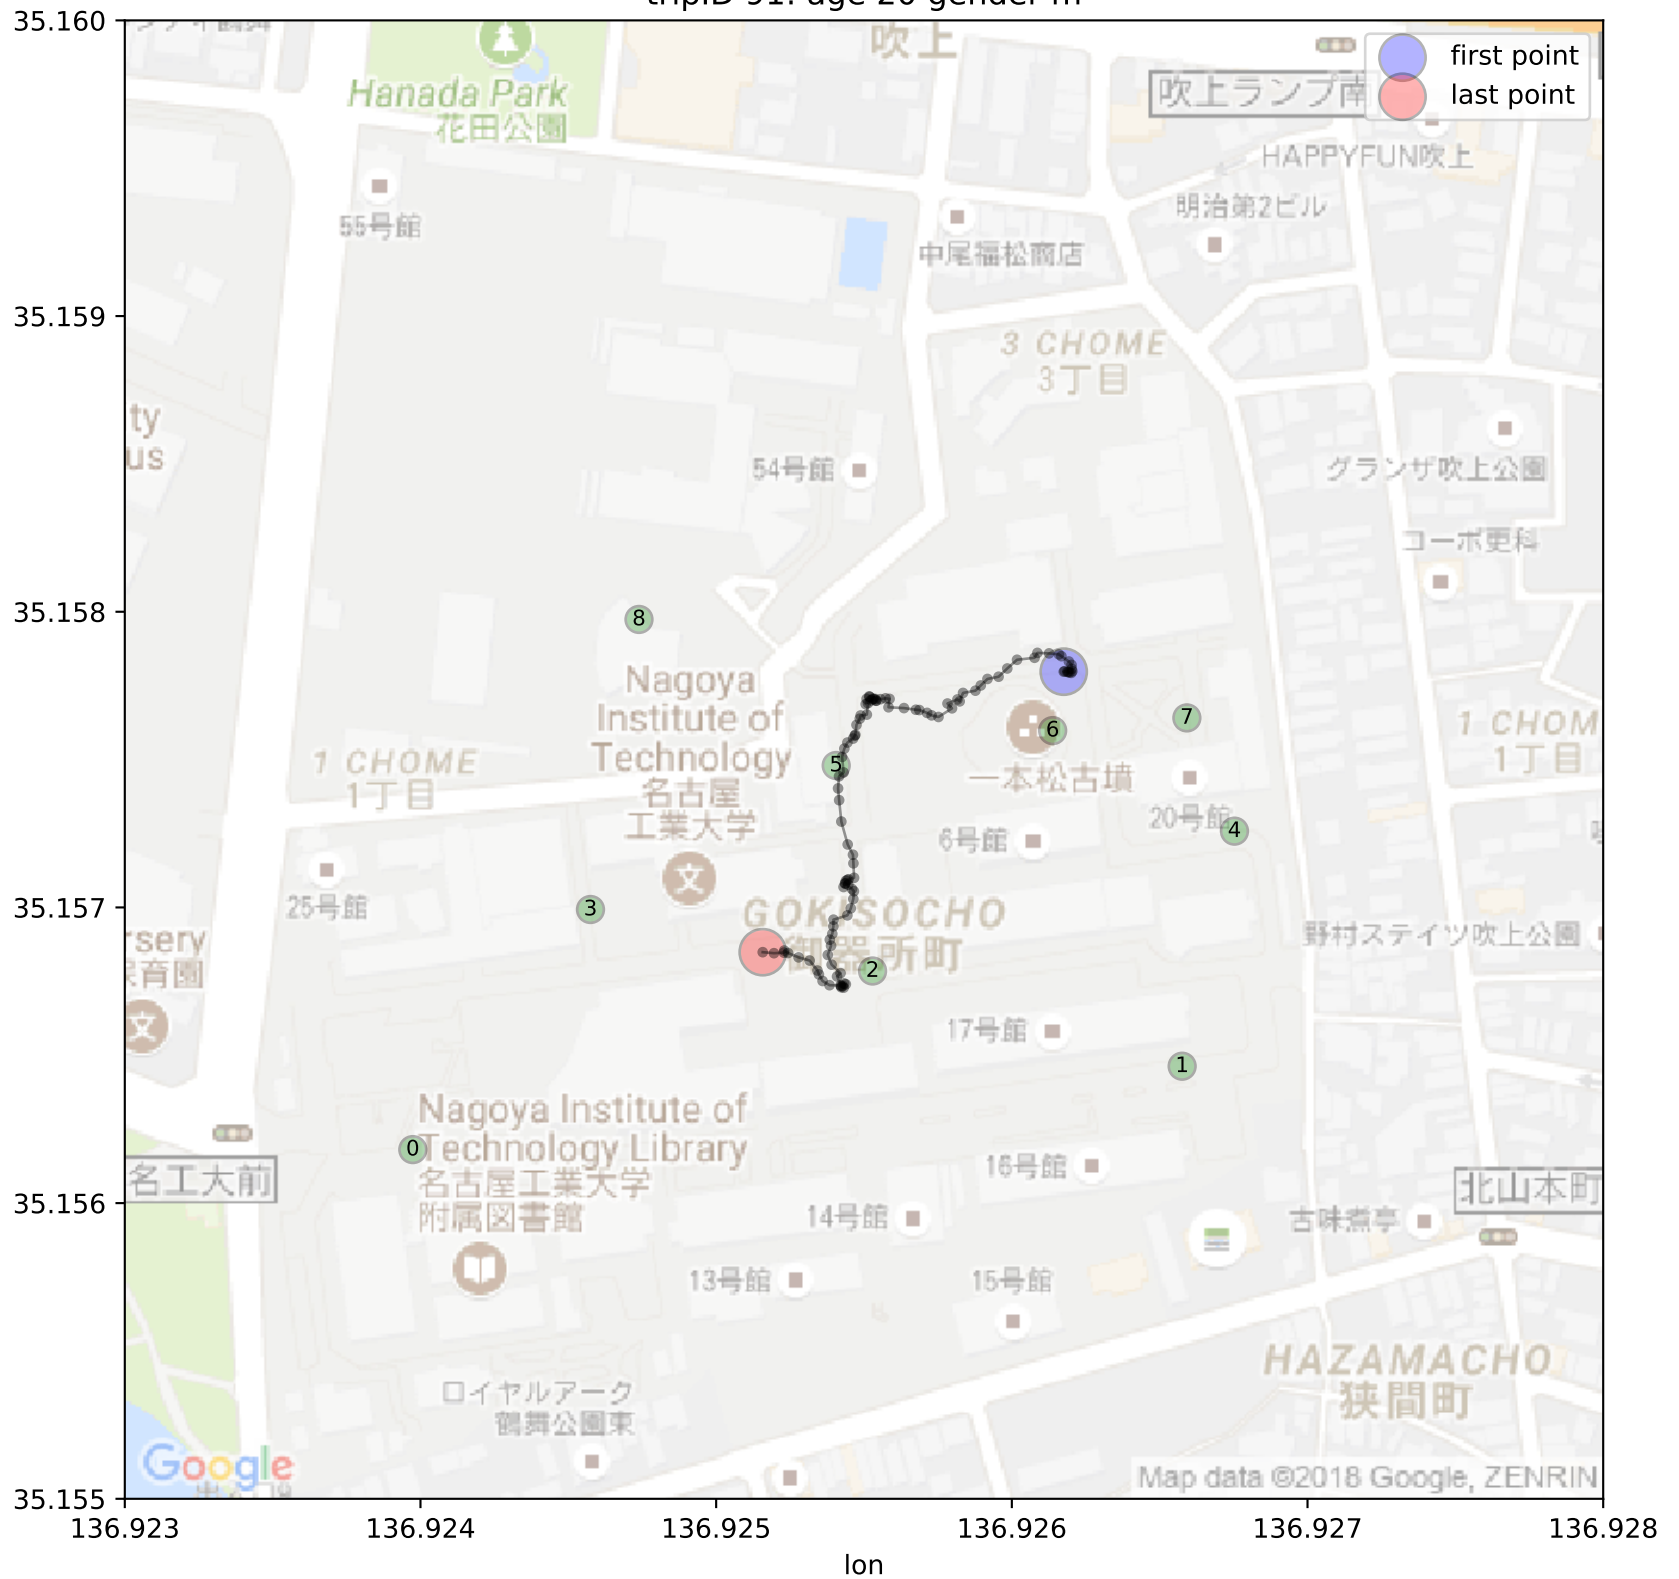 35.160
35.159
35.158
35.157
35.156
35.155
136.923
136.924
136.925
136.926
136.927
136.928
lon
first point
last point
吹上
Hanada Park
花田公園
吹上ランプ南
HAPPYFUN吹上
明治第2ビル
55号館
中尾福松商店
3 CHOME
3丁目
ty
us
54号館
グランザ吹上公園
コーポ更科
8
Nagoya
Institute of
Technology
名古屋
工業大学
1 CHOME
1丁目
5
6
7
一本松古墳
1 CHOM
1丁目
20号館
4
6号館
25号館
3
GOKISOCHO
御器所町
野村ステイツ吹上公園
rsery
保育園
2
17号館
1
Nagoya Institute of
Technology Library
名古屋工業大学
附属図書館
0
名工大前
16号館
北山本町
14号館
古味煮亭
13号館
15号館
HAZAMACHO
狭間町
ロイヤルアーク
鶴舞公園東
Google
Map data ©2018 Google, ZENRIN